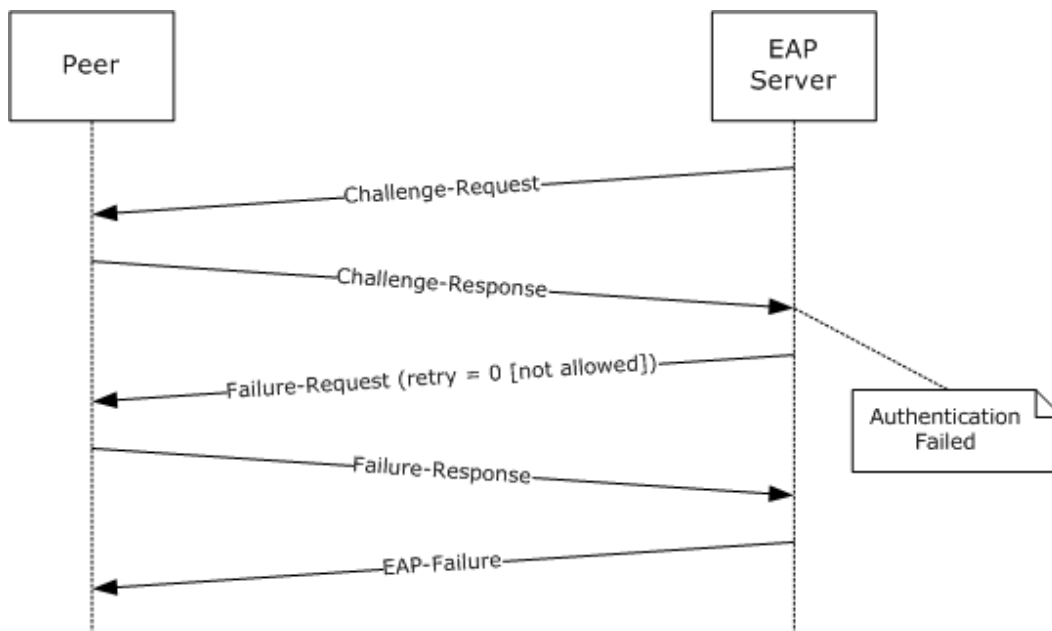 Peer
EAP
Server
Challenge-Request
Challenge-Response
Failure-Request (retry = 0 [not allowed])
Authentication
Failed
Failure-Response
EAP-Failure